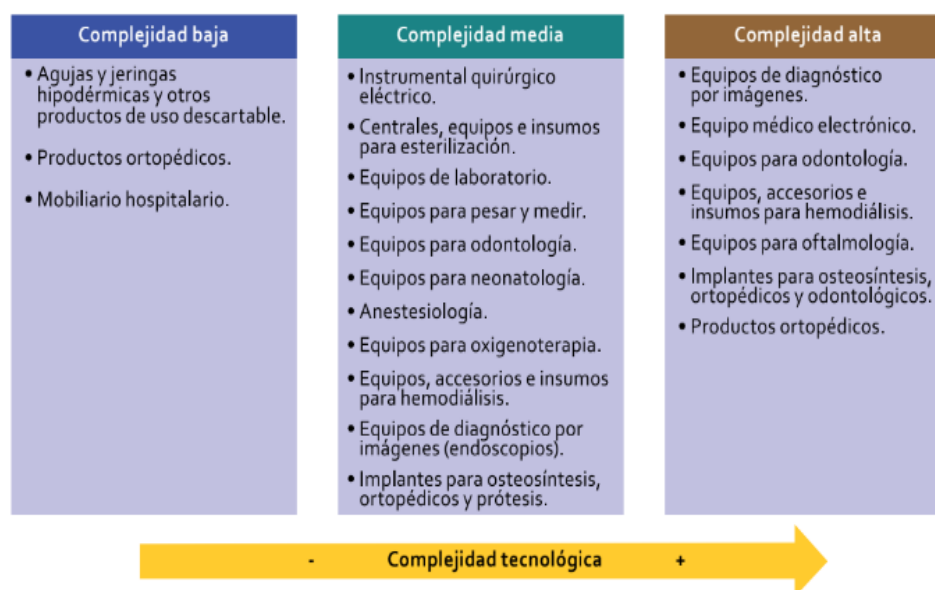 Complejidad baja
• Agujas y jeringas
hipodérmicas y otros
productos de uso descartable.
• Productos ortopédicos.
• Mobiliario hospitalario.
Complejidad media
• Instrumental quirúrgico
eléctrico.
• Centrales, equipos e insumos
para esterilización.
• Equipos de laboratorio.
• Equipos para pesar y medir.
• Equipos para odontología.
• Equipos para neonatología.
• Anestesiología.
• Equipos para oxigenoterapia.
• Equipos, accesorios e insumos
para hemodiálisis.
• Equipos de diagnóstico por
imágenes (endoscopios).
• Implantes para osteosíntesis,
ortopédicos y prótesis.
Complejidad alta
• Equipos de diagnóstico
por imágenes.
• Equipo médico electrónico.
• Equipos para odontología.
• Equipos, accesorios e
insumos para hemodiálisis.
• Equipos para oftalmología.
• Implantes para osteosíntesis,
ortopédicos y odontológicos.
• Productos ortopédicos.
- Complejidad tecnológica +